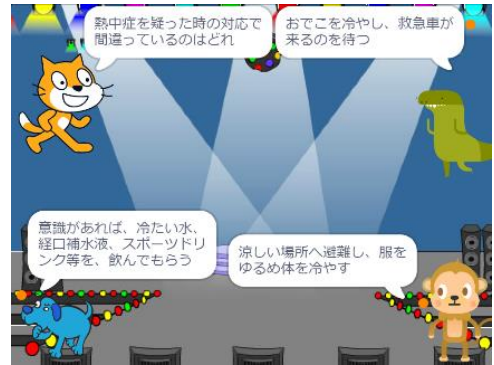 熱中症を疑った時の対応で
間違っているのはどれ
おでこを冷やし、救急車が
来るのを待つ
意識があれば、冷たい水、
経口補水液、スポーツドリ
ンク等を、飲んでもらう
涼しい場所へ避難し、服を
ゆるめ体を冷やす